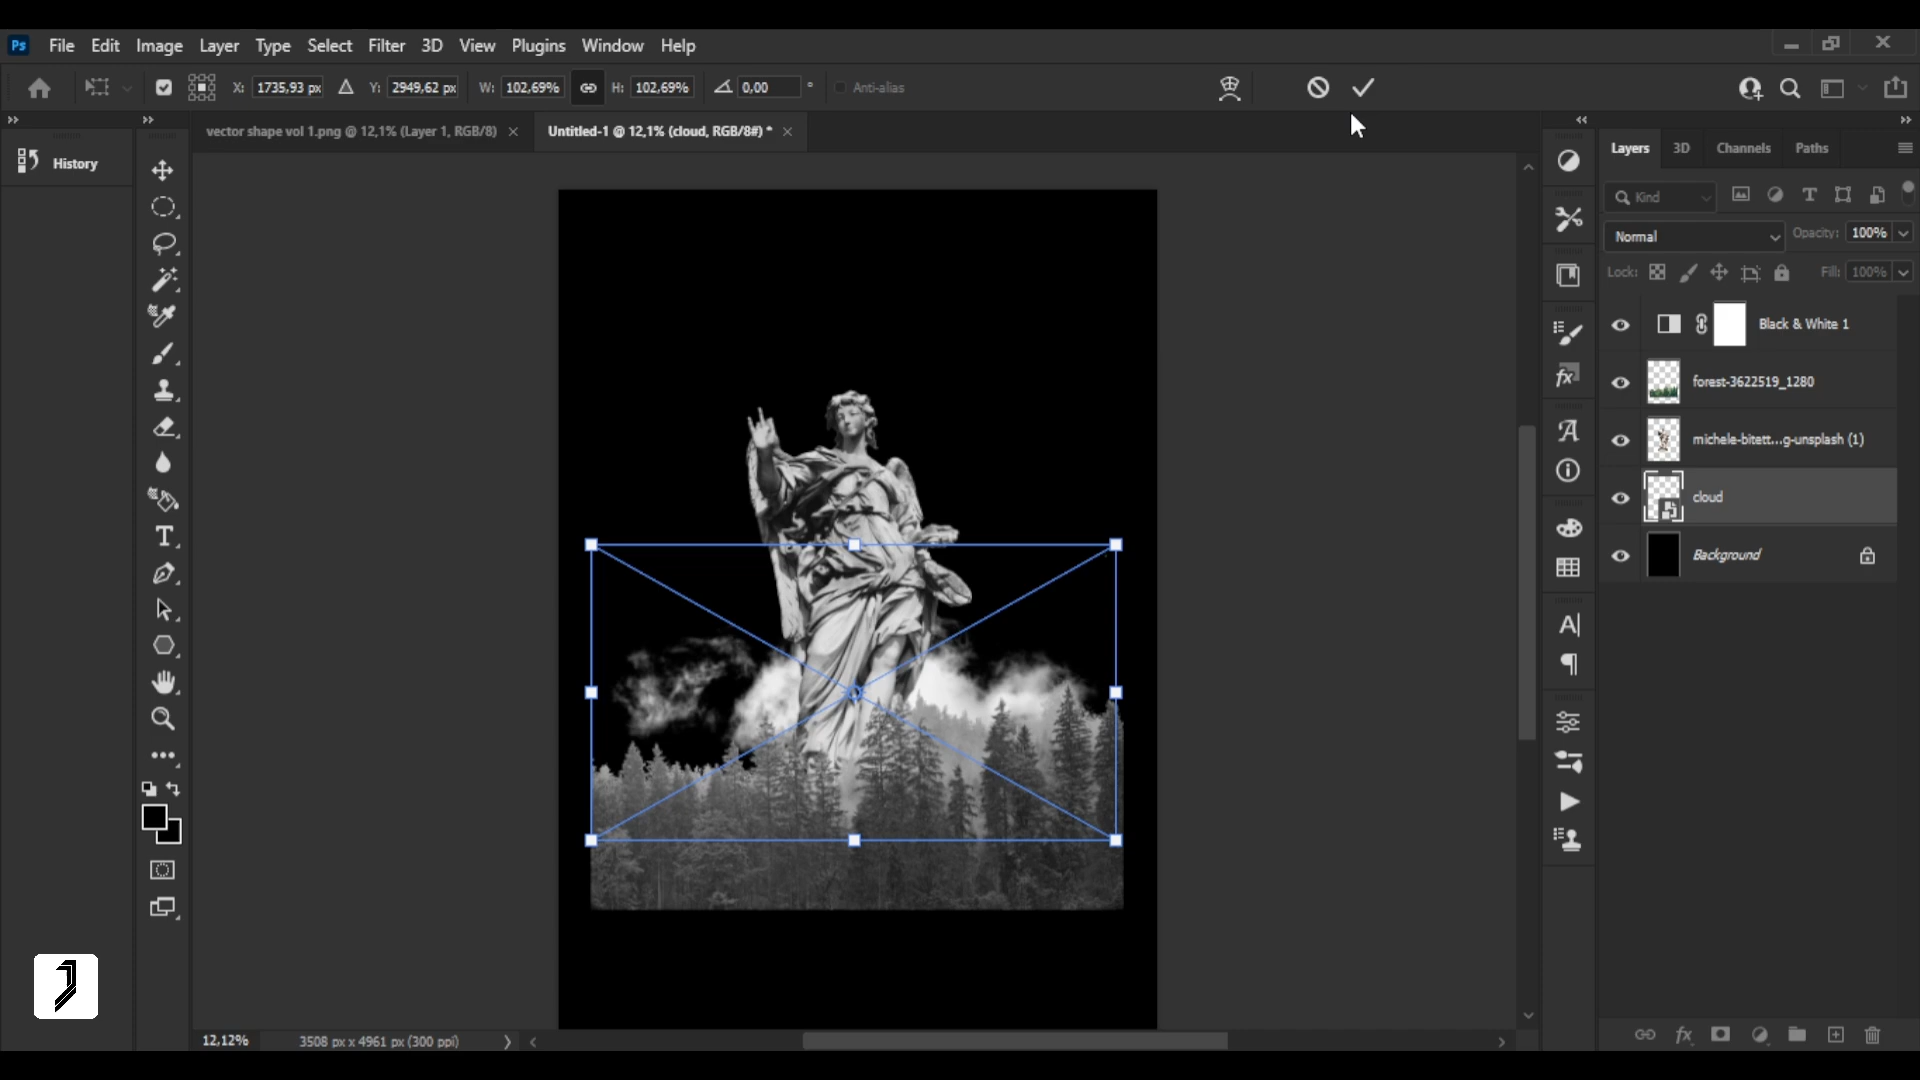 Ps File Edit Image Layer Type Select Filter 3D View Plugins Window Help
X: 1735,93 px Y: 2949,62 px W: 102,69% H: 102,69% 0,00 ° Anti-alias
vector shape vol 1.png @ 12,1% (Layer 1, RGB/8) Untitled-1 @ 12,1% (cloud, RGB/8#) *
History
Layers 3D Channels Paths
Kind
Normal Opacity: 100%
Lock: Fill: 100%
Black & White 1
forest-3622519_1280
michele-bitett...g-unsplash (1)
cloud
Background
12,12% 3508 px x 4961 px (300 ppi)